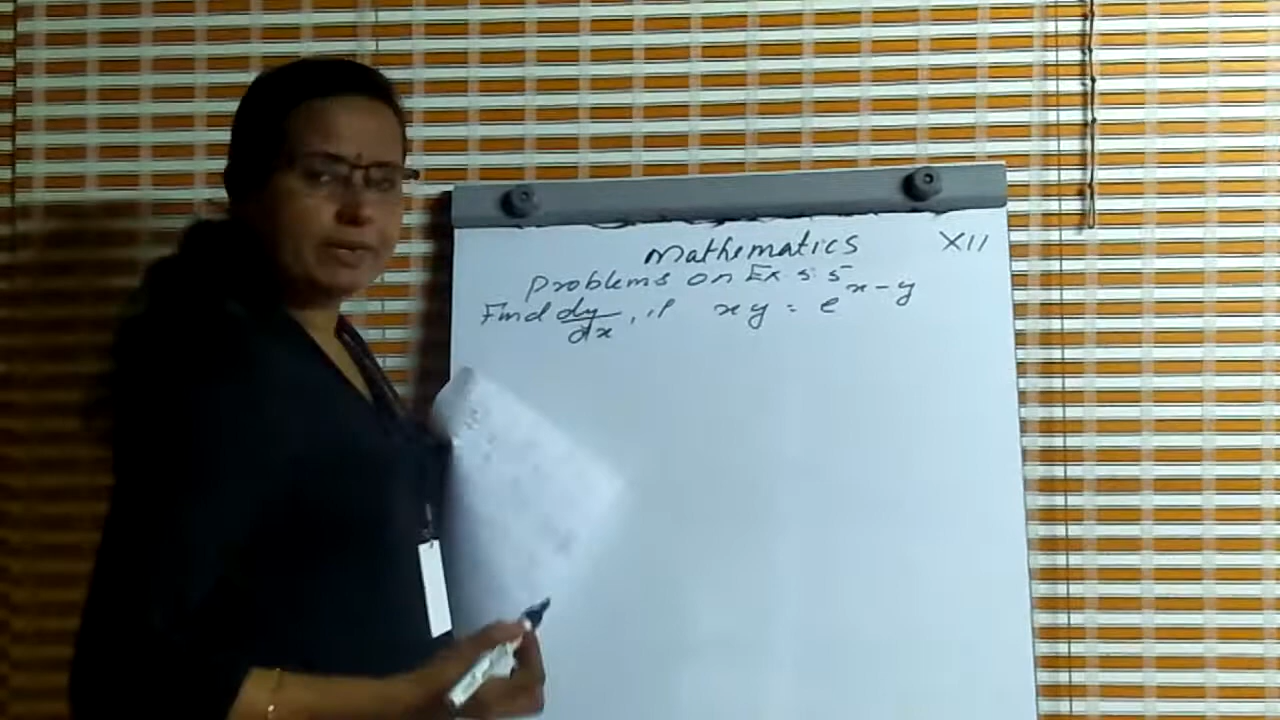 Mathematics XII
Problems on Ex 5.5
Find dy/dx, if xy = e^(x-y)